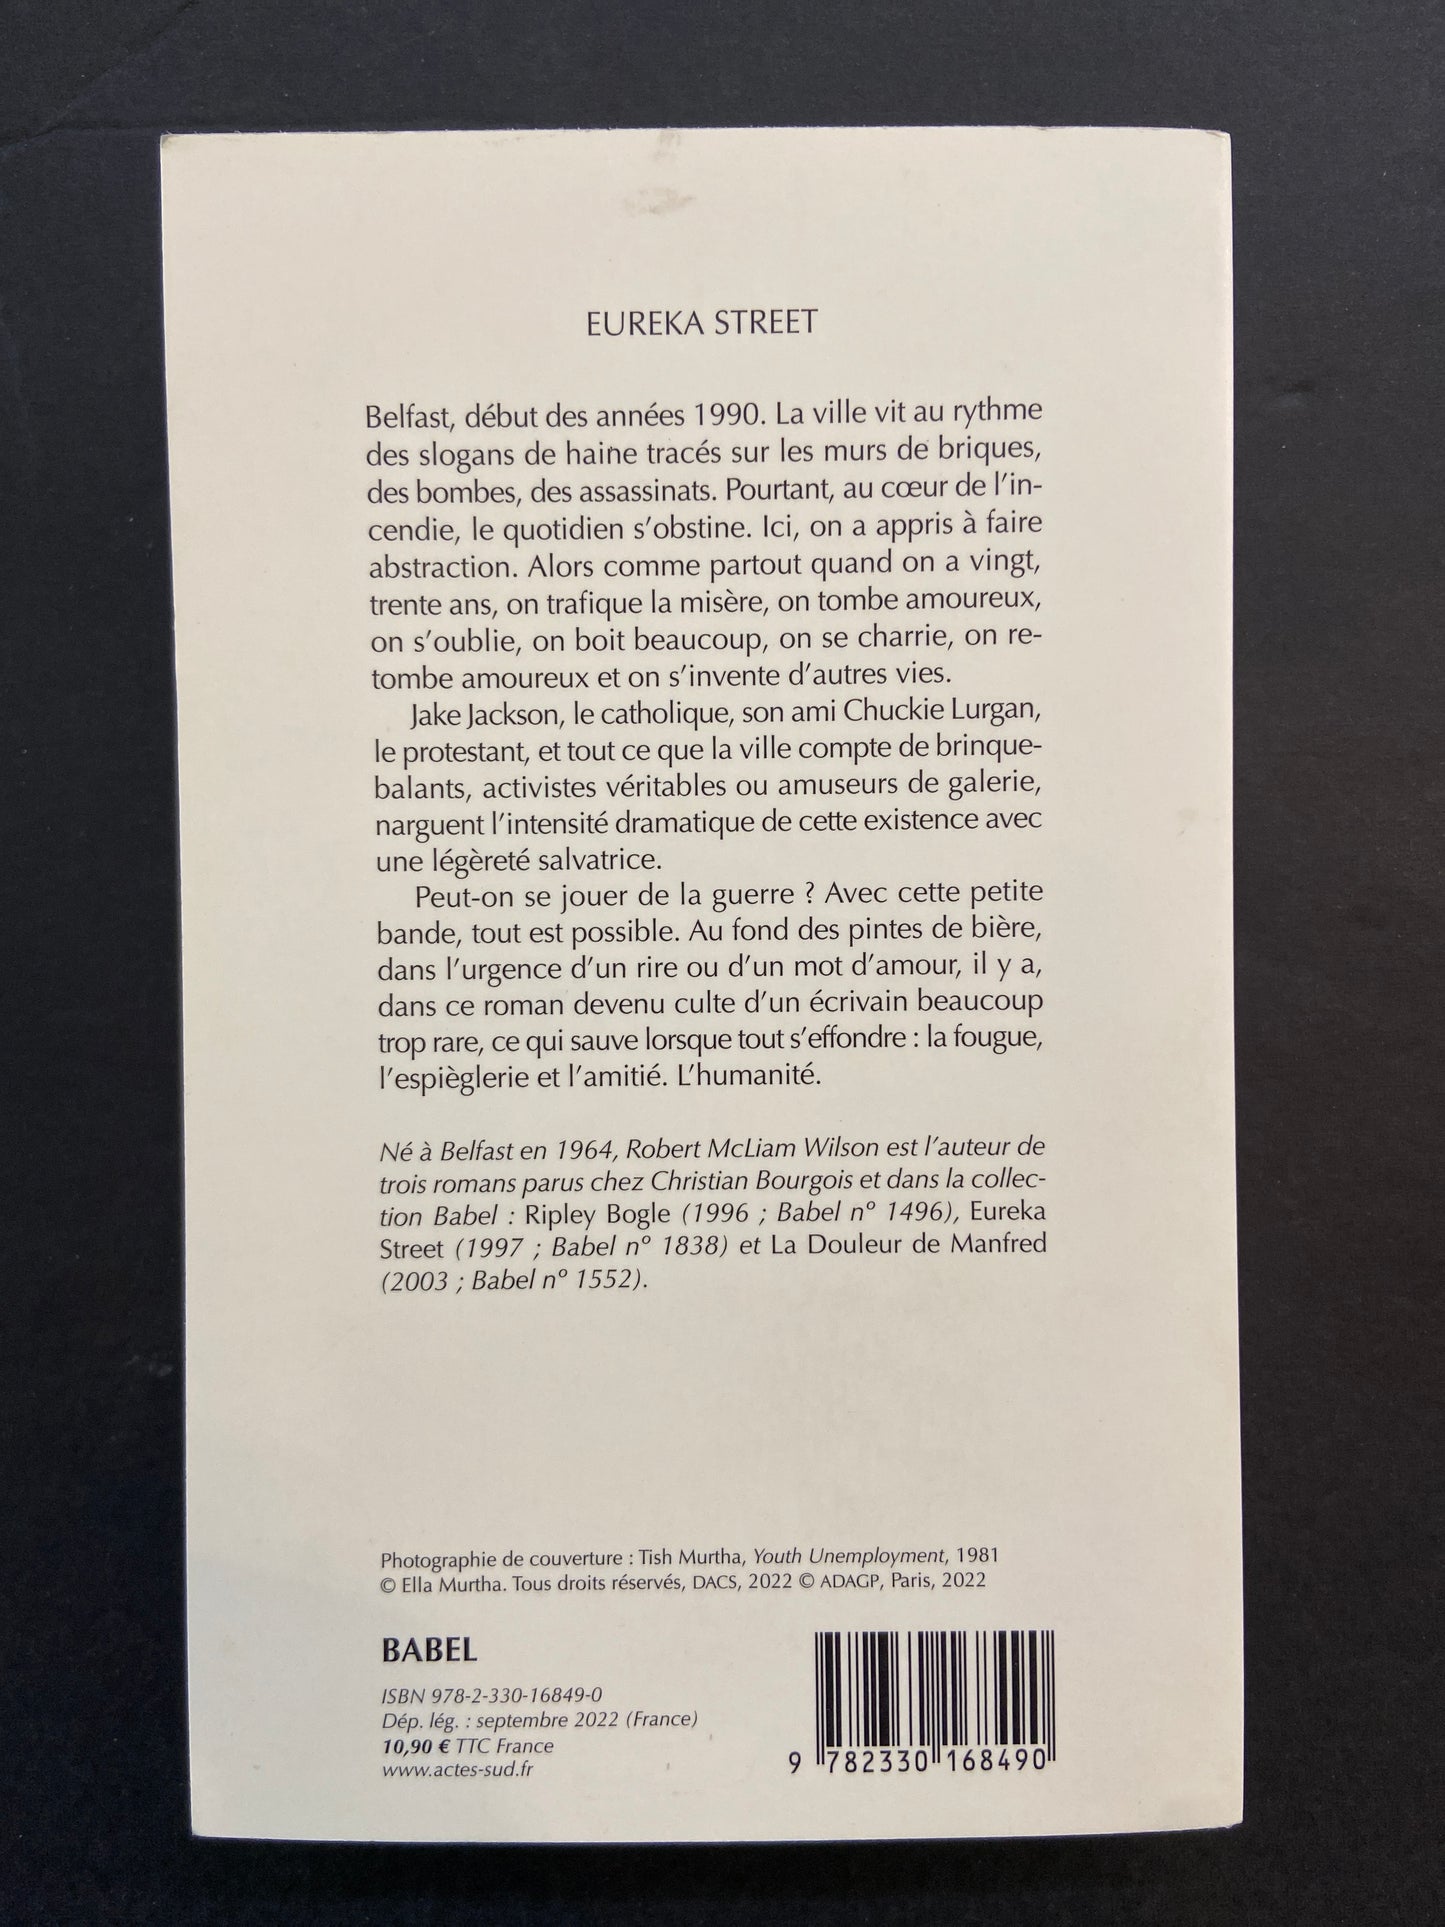 EUREKA STREET
Belfast, début des années 1990. La ville vit au rythme
des slogans de haine tracés sur les murs de briques,
des bombes, des assassinats. Pourtant, au cœur de l'in-
cendie, le quotidien s'obstine. Ici, on a appris à faire
abstraction. Alors comme partout quand on a vingt,
trente ans, on trafique la misère, on tombe amoureux,
on s'oublie, on boit beaucoup, on se charrie, on re-
tombe amoureux et on s'invente d'autres vies.
Jake Jackson, le catholique, son ami Chuckie Lurgan,
le protestant, et tout ce que la ville compte de brinque-
balants, activistes véritables ou amuseurs de galerie,
narguent l'intensité dramatique de cette existence avec
une légèreté salvatrice.
Peut-on se jouer de la guerre ? Avec cette petite
bande, tout est possible. Au fond des pintes de bière,
dans l'urgence d'un rire ou d'un mot d'amour, il y a,
dans ce roman devenu culte d'un écrivain beaucoup
trop rare, ce qui sauve lorsque tout s'effondre : la fougue,
l'espièglerie et l'amitié. L'humanité.
Né à Belfast en 1964, Robert McLiam Wilson est l'auteur de
trois romans parus chez Christian Bourgois et dans la collec-
tion Babel : Ripley Bogle (1996 ; Babel nº 1496), Eureka
Street (1997 ; Babel nº 1838) et La Douleur de Manfred
(2003 ; Babel nº 1552).
Photographie de couverture : Tish Murtha, Youth Unemployment, 1981
© Ella Murtha. Tous droits réservés, DACS, 2022 © ADAGP, Paris, 2022
BABEL
ISBN 978-2-330-16849-0
Dép. lég. : septembre 2022 (France)
10,90 € TTC France
www.actes-sud.fr
9 782330 168490